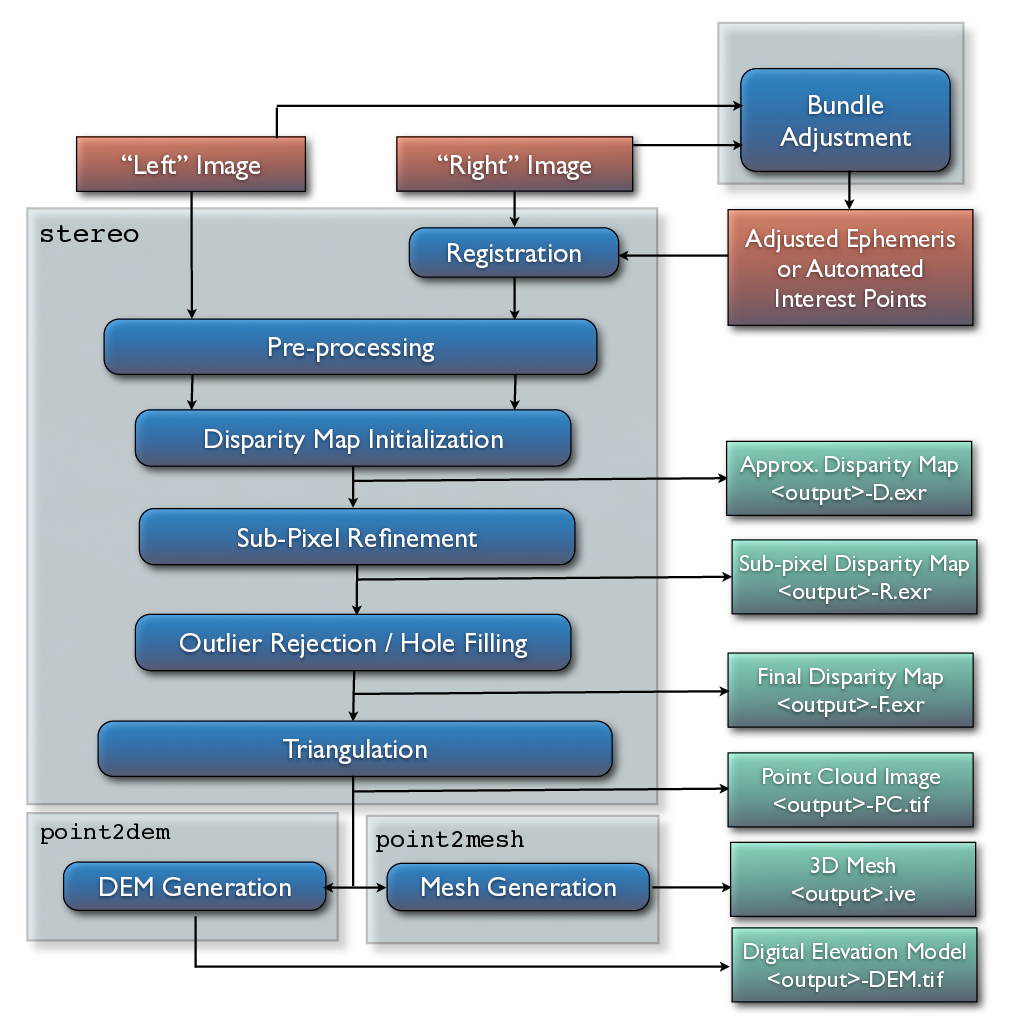 Bundle
Adjustment
“Left” Image
“Right” Image
stereo
Registration
Adjusted Ephemeris
or Automated
Interest Points
Pre-processing
Disparity Map Initialization
Approx. Disparity Map
<output>-D.exr
Sub-Pixel Refinement
Sub-pixel Disparity Map
<output>-R.exr
Outlier Rejection / Hole Filling
Final Disparity Map
<output>-F.exr
Triangulation
Point Cloud Image
<output>-PC.tif
point2dem
point2mesh
DEM Generation
Mesh Generation
3D Mesh
<output>.ive
Digital Elevation Model
<output>-DEM.tif